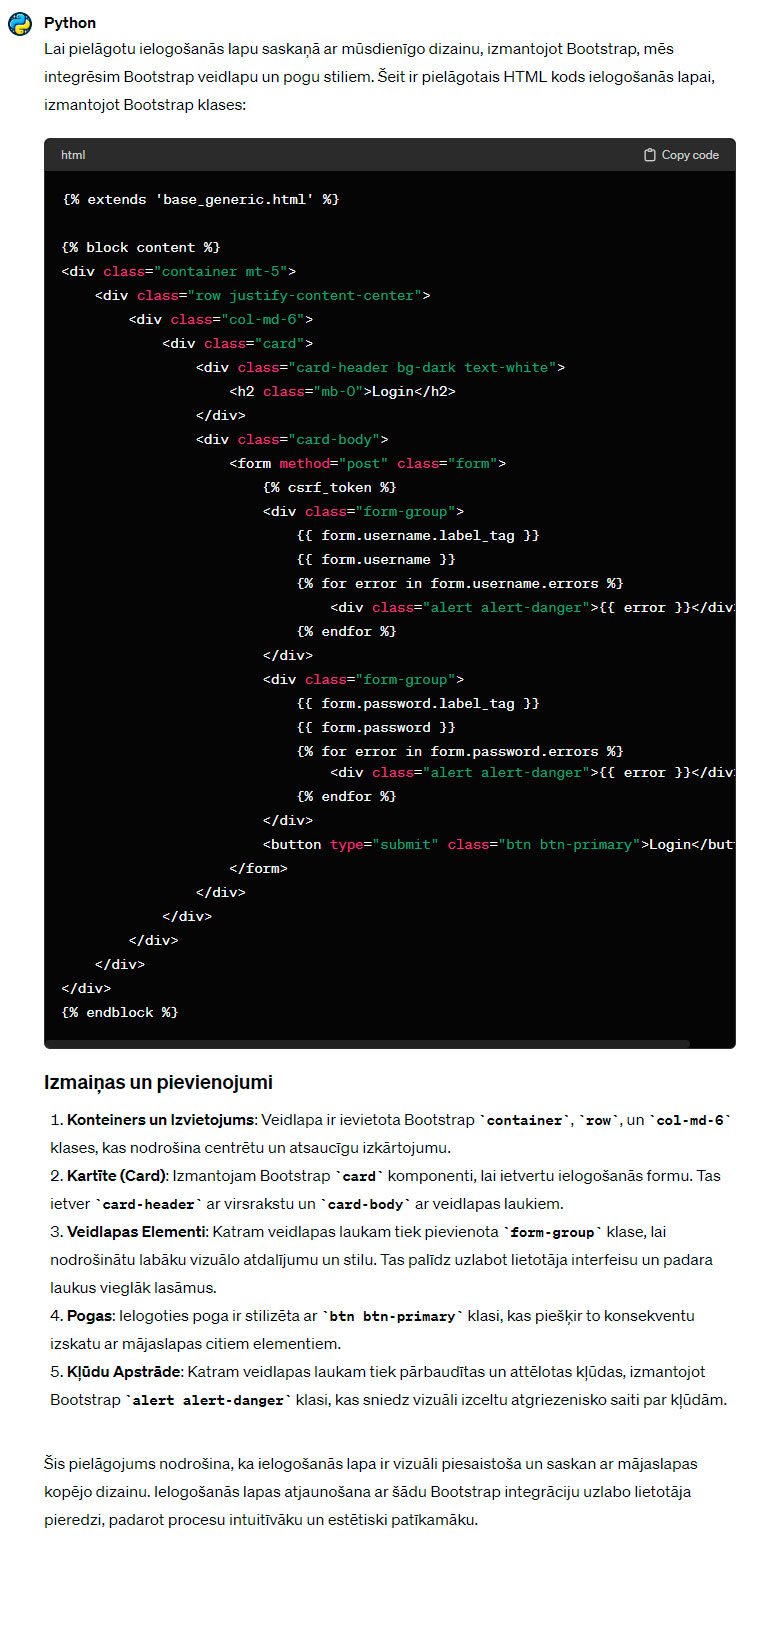 Python
Lai pielāgotu ielogošanās lapu saskaņā ar mūsdienīgo dizainu, izmantojot Bootstrap, mēs
integrēsim Bootstrap veidlapu un pogu stiliem. Šeit ir pielāgotais HTML kods ielogošanās lapai,
izmantojot Bootstrap klases:
html
Copy code
{% extends 'base_generic.html' %}
{% block content %}
<div class="container mt-5">
    <div class="row justify-content-center">
        <div class="col-md-6">
            <div class="card">
                <div class="card-header bg-dark text-white">
                    <h2 class="mb-0">Login</h2>
                </div>
                <div class="card-body">
                    <form method="post" class="form">
                        {% csrf_token %}
                        <div class="form-group">
                            {{ form.username.label_tag }}
                            {{ form.username }}
                            {% for error in form.username.errors %}
                                <div class="alert alert-danger">{{ error }}</div>
                            {% endfor %}
                        </div>
                        <div class="form-group">
                            {{ form.password.label_tag }}
                            {{ form.password }}
                            {% for error in form.password.errors %}
                                <div class="alert alert-danger">{{ error }}</div>
                            {% endfor %}
                        </div>
                        <button type="submit" class="btn btn-primary">Login</butt
                    </form>
                </div>
            </div>
        </div>
    </div>
</div>
{% endblock %}
Izmaiņas un pievienojumi
1. Konteiners un Izvietojums: Veidlapa ir ievietota Bootstrap `container`, `row`, un `col-md-6`
klases, kas nodrošina centrētu un atsaucīgu izkārtojumu.
2. Kartīte (Card): Izmantojam Bootstrap `card` komponenti, lai ietvertu ielogošanās formu. Tas
ietver `card-header` ar virsrakstu un `card-body` ar veidlapas laukiem.
3. Veidlapas Elementi: Katram veidlapas laukam tiek pievienota `form-group` klase, lai
nodrošinātu labāku vizuālo atdalījumu un stilu. Tas palīdz uzlabot lietotāja interfeisu un padara
laukus vieglāk lasāmus.
4. Pogas: Ielogoties poga ir stilizēta ar `btn btn-primary` klasi, kas piešķir to konsekventu
izskatu ar mājaslapas citiem elementiem.
5. Kļūdu Apstrāde: Katram veidlapas laukam tiek pārbaudītas un attēlotas kļūdas, izmantojot
Bootstrap `alert alert-danger` klasi, kas sniedz vizuāli izceltu atgriezenisko saiti par kļūdām.
Šis pielāgojums nodrošina, ka ielogošanās lapa ir vizuāli piesaistoša un saskan ar mājaslapas
kopējo dizainu. Ielogošanās lapas atjaunošana ar šādu Bootstrap integrāciju uzlabo lietotāja
pieredzi, padarot procesu intuitīvāku un estētiski patīkamāku.